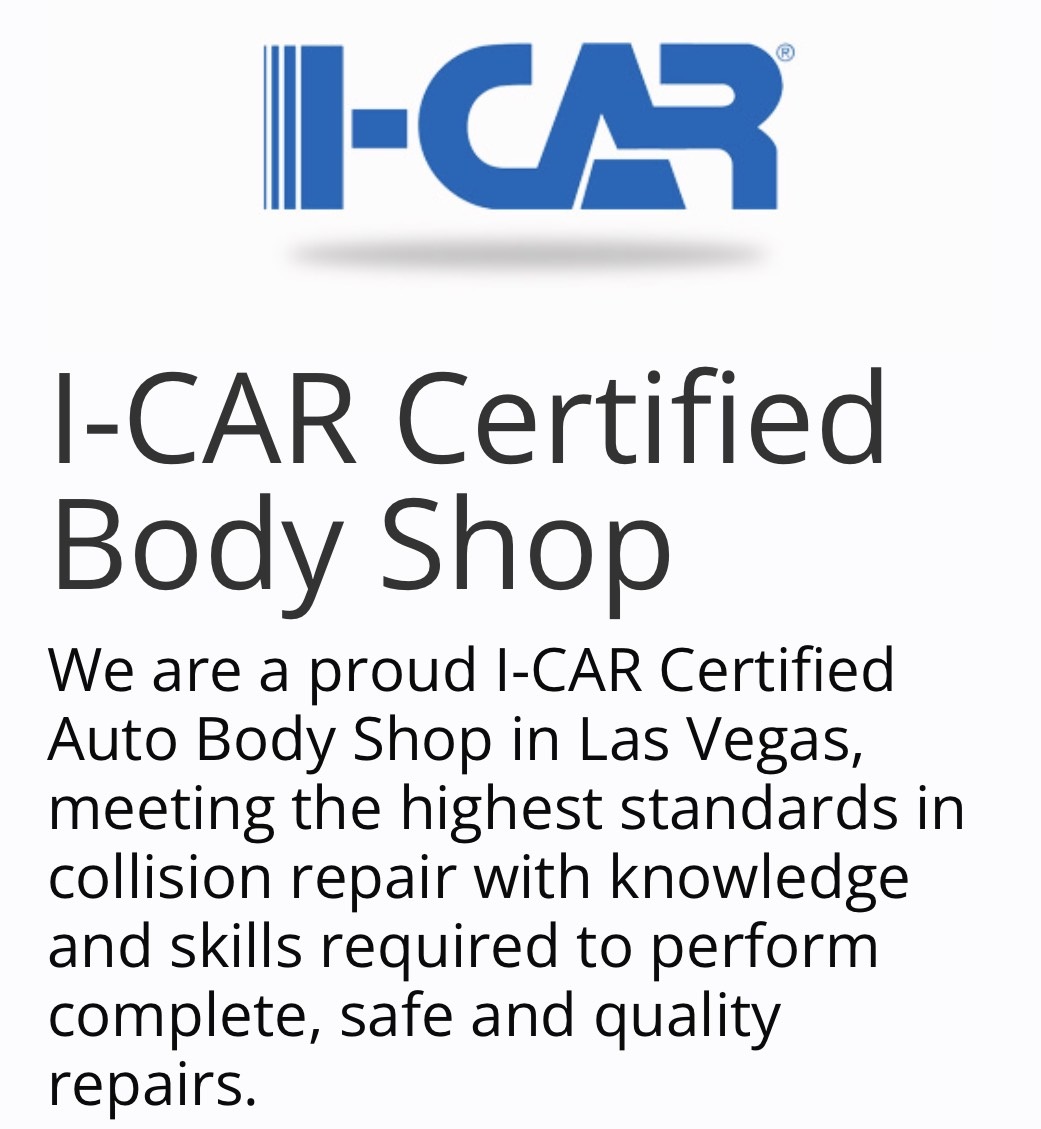 I-CAR®
I-CAR Certified
Body Shop
We are a proud I-CAR Certified
Auto Body Shop in Las Vegas,
meeting the highest standards in
collision repair with knowledge
and skills required to perform
complete, safe and quality
repairs.